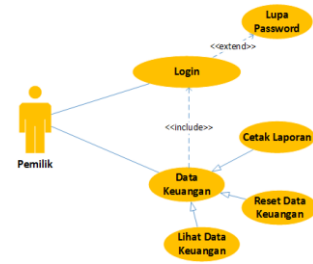 Lupa
Password
<<extend>>
Login
<<include>>
Cetak Laporan
Pemilik
Data
Keuangan
Reset Data
Keuangan
Lihat Data
Keuangan